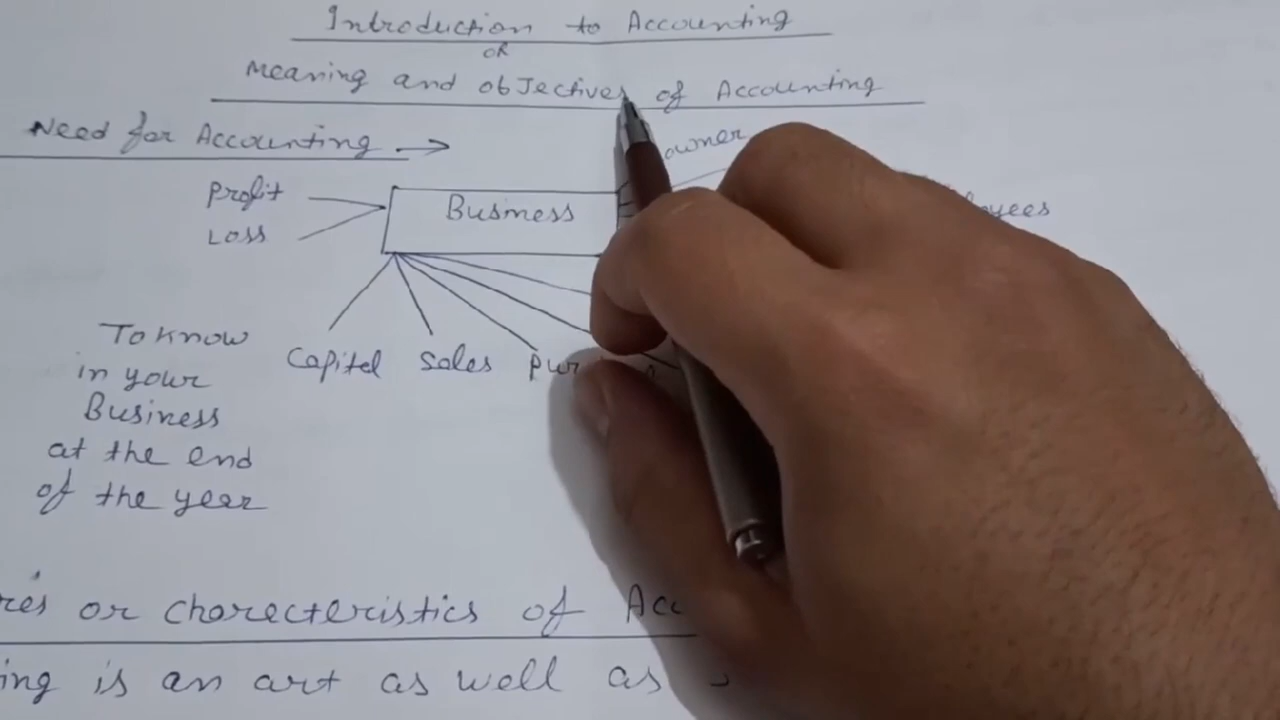 Introduction to Accounting
OR
Meaning and objectives of Accounting
Need for Accounting →
owner
Profit
Business
Loss
To Know
in your
Business
at the end
of the year
Capital Sales
or charecteristics of
is an art as well as